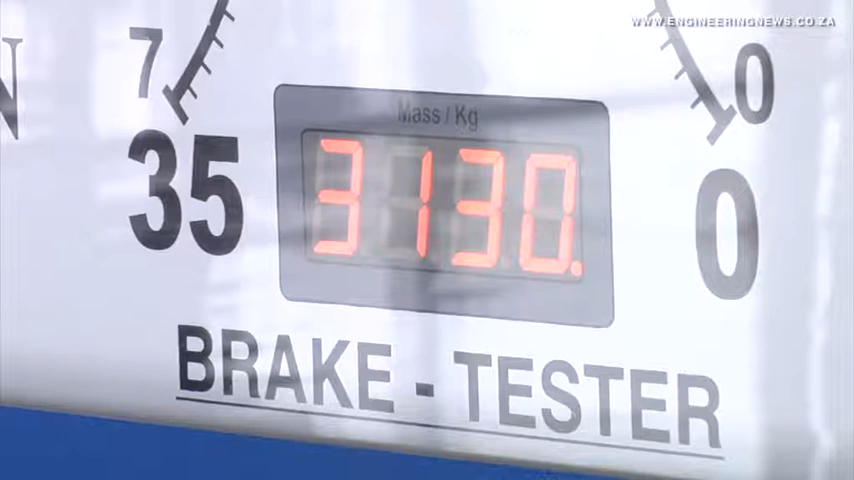 WWW.ENGINEERINGNEWS.CO.ZA
7
0
Mass / Kg
35
3130.
0
BRAKE - TESTER